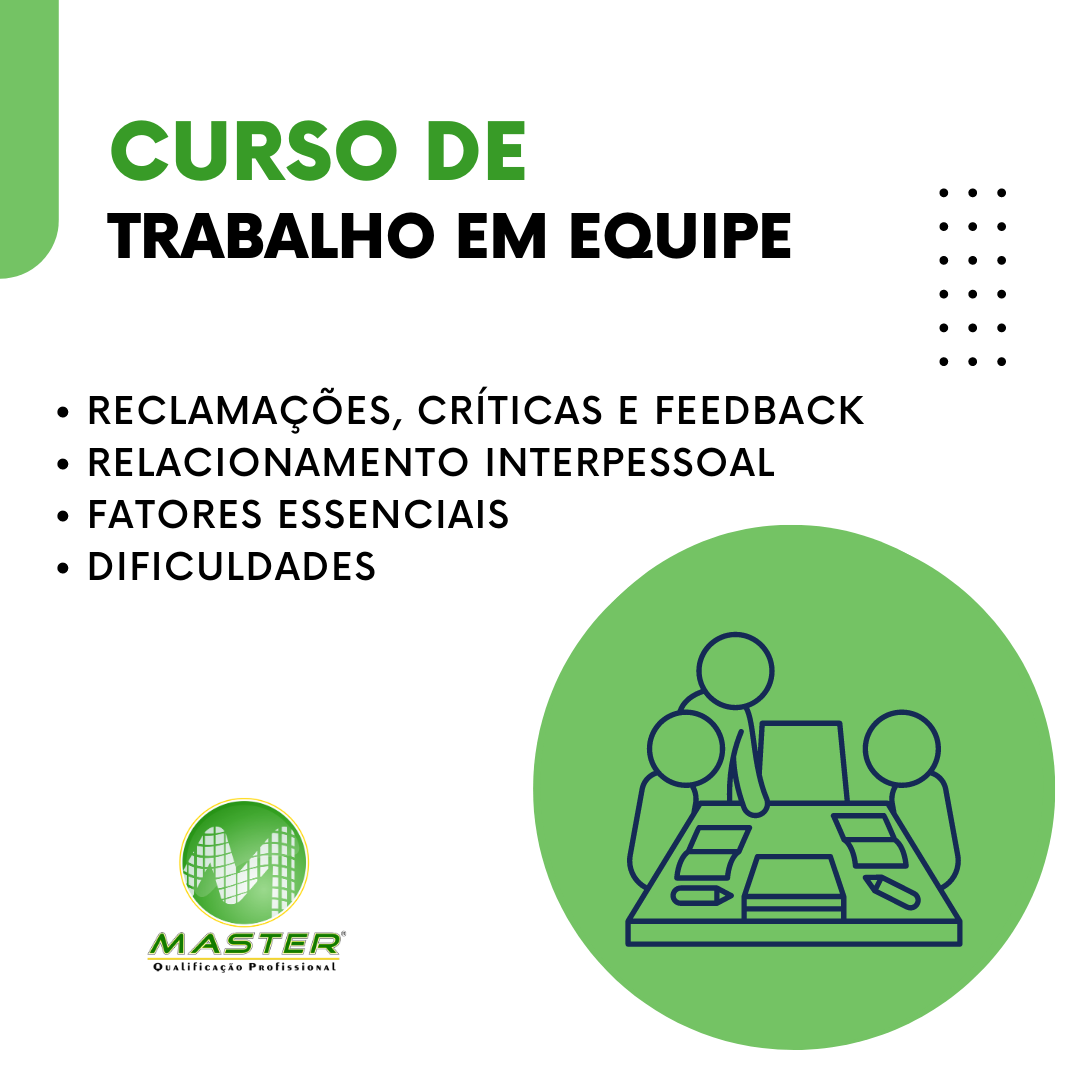 CURSO DE
TRABALHO EM EQUIPE
• RECLAMAÇÕES, CRÍTICAS E FEEDBACK
• RELACIONAMENTO INTERPESSOAL
• FATORES ESSENCIAIS
• DIFICULDADES
MASTER®
Qualificação Profissional